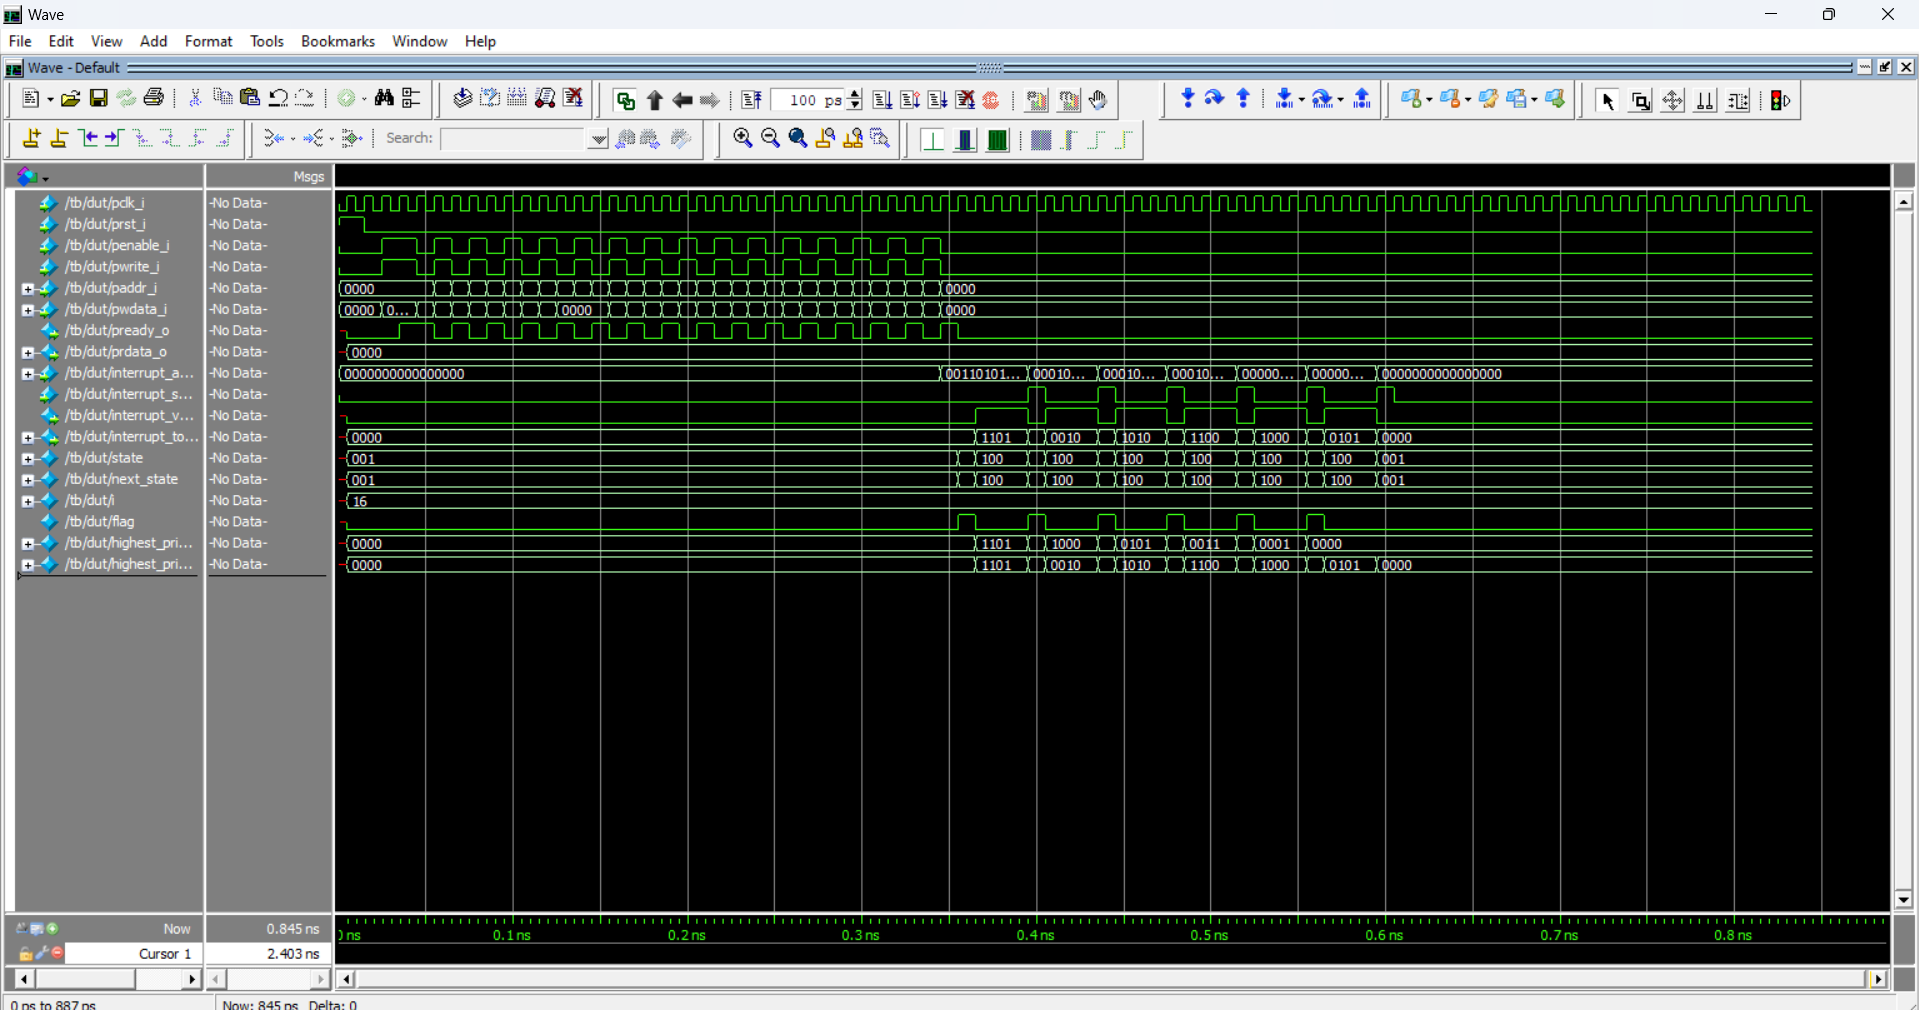 Wave
File Edit View Add Format Tools Bookmarks Window Help
Wave - Default
100 ps
Search:
Msgs
/tb/dut/pclk_i -No Data-
/tb/dut/prst_i -No Data-
/tb/dut/penable_i -No Data-
/tb/dut/pwrite_i -No Data-
/tb/dut/paddr_i -No Data- 0000 0000
/tb/dut/pwdata_i -No Data- 0000 0... 0000 0000
/tb/dut/pready_o -No Data-
/tb/dut/prdata_o -No Data- 0000
/tb/dut/interrupt_a... -No Data- 0000000000000000 00110101... 00010... 00010... 00010... 00000... 00000... 0000000000000000
/tb/dut/interrupt_s... -No Data-
/tb/dut/interrupt_v... -No Data-
/tb/dut/interrupt_to... -No Data- 0000 1101 0010 1010 1100 1000 0101 0000
/tb/dut/state -No Data- 001 100 100 100 100 100 100 001
/tb/dut/next_state -No Data- 001 100 100 100 100 100 100 001
/tb/dut/i -No Data- 16
/tb/dut/flag -No Data-
/tb/dut/highest_pri... -No Data- 0000 1101 1000 0101 0011 0001 0000
/tb/dut/highest_pri... -No Data- 0000 1101 0010 1010 1100 1000 0101 0000
Now 0.845 ns
ns 0.1 ns 0.2 ns 0.3 ns 0.4 ns 0.5 ns 0.6 ns 0.7 ns 0.8 ns
Cursor 1 2.403 ns
0 ps to 887 ps Now: 845 ps Delta: 0